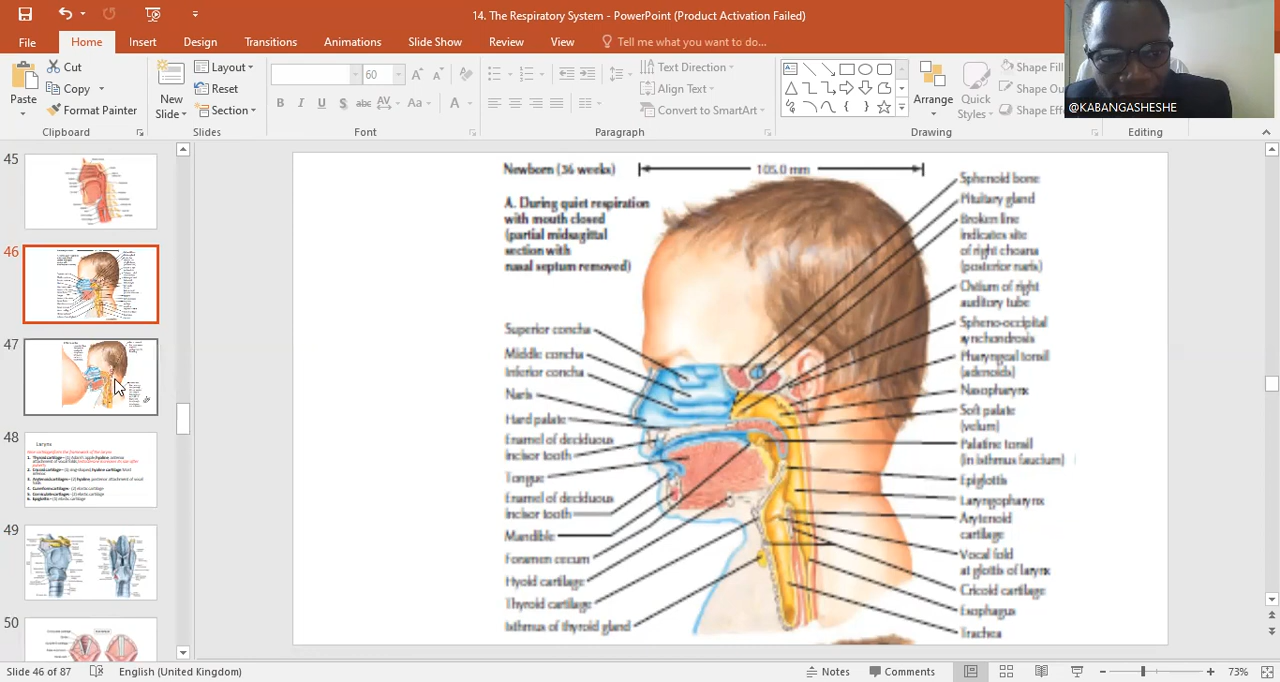 14. The Respiratory System - PowerPoint (Product Activation Failed)
File
Home
Insert
Design
Transitions
Animations
Slide Show
Review
View
Tell me what you want to do...
Paste
Cut
Copy
Format Painter
Clipboard
New
Slide
Layout
Reset
Section
Slides
60
Font
Paragraph
Text Direction
Align Text
Convert to SmartArt
Arrange
Quick
Styles
Shape Fill
Shape Ou
Shape Eff
Drawing
Editing
@KABANGASHESHE
45
46
47
48
Larynx
49
50
Newborn (36 weeks)
105.0 mm
A. During quiet respiration
with mouth closed
(partial midsagittal
section with
nasal septum removed)
Superior concha
Middle concha
Inferior concha
Naris
Hard palate
Enamel of deciduous
incisor tooth
Tongue
Enamel of deciduous
incisor tooth
Mandible
Foramen cecum
Hyoid cartilage
Thyroid cartilage
Isthmus of thyroid gland
Sphenoid bone
Pituitary gland
Broken line
indicates site
of right choana
(posterior naris)
Ostium of right
auditory tube
Spheno-occipital
synchondrosis
Pharyngeal tonsil
(adenoids)
Nasopharynx
Soft palate
(velum)
Palatine tonsil
(in isthmus faucium)
Epiglottis
Laryngopharynx
Arytenoid
cartilage
Vocal fold
at glottis of larynx
Cricoid cartilage
Esophagus
Trachea
Slide 46 of 87
English (United Kingdom)
Notes
Comments
73%